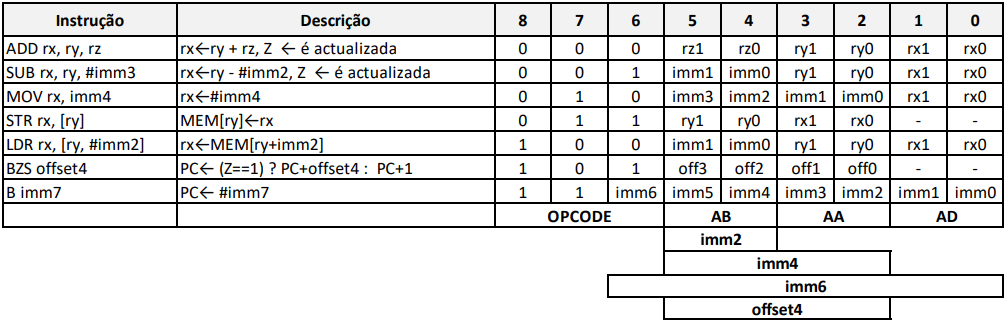 Instrução Descrição 8 7 6 5 4 3 2 1 0
ADD rx, ry, rz rx←ry + rz, Z ← é actualizada 0 0 0 rz1 rz0 ry1 ry0 rx1 rx0
SUB rx, ry, #imm3 rx←ry - #imm2, Z ← é actualizada 0 0 1 imm1 imm0 ry1 ry0 rx1 rx0
MOV rx, imm4 rx←#imm4 0 1 0 imm3 imm2 imm1 imm0 rx1 rx0
STR rx, [ry] MEM[ry]←rx 0 1 1 ry1 ry0 rx1 rx0 - -
LDR rx, [ry, #imm2] rx←MEM[ry+imm2] 1 0 0 imm1 imm0 ry1 ry0 rx1 rx0
BZS offset4 PC← (Z==1) ? PC+offset4 : PC+1 1 0 1 off3 off2 off1 off0 - -
B imm7 PC← #imm7 1 1 imm6 imm5 imm4 imm3 imm2 imm1 imm0
OPCODE AB AA AD
imm2
imm4
imm6
offset4